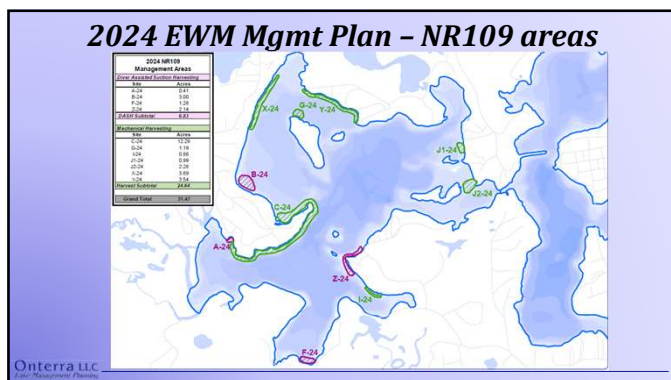 2024 EWM Mgmt Plan – NR109 areas
2024 NR109
Management Areas
Diver Assisted Suction Harvesting
Site Acres
A-24 0.41
B-24 3.00
F-24 1.28
Z-24 2.14
DASH Subtotal 6.83
Mechanical Harvesting
Site Acres
C-24 12.29
G-24 1.19
I-24 0.68
J1-24 0.99
J2-24 2.26
X-24 3.69
Y-24 3.54
Harvest Subtotal 24.64
Grand Total 31.47
X-24
G-24
Y-24
J1-24
B-24
J2-24
C-24
A-24
Z-24
I-24
F-24
Onterra LLC
Lake Management Planning